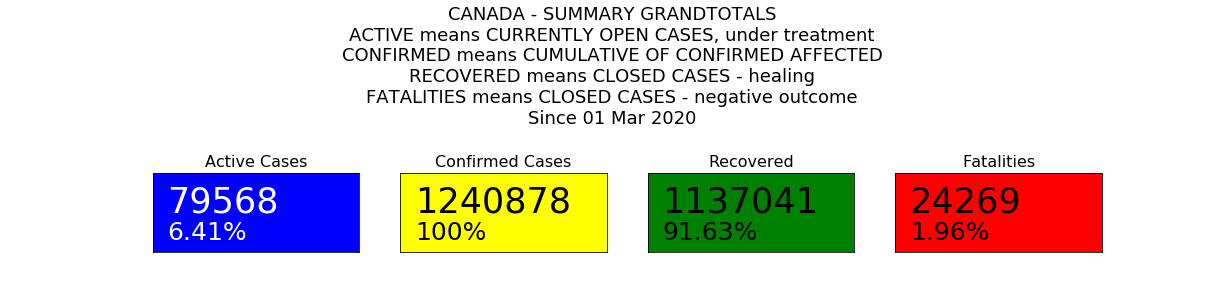 CANADA - SUMMARY GRANDTOTALS
ACTIVE means CURRENTLY OPEN CASES, under treatment
CONFIRMED means CUMULATIVE OF CONFIRMED AFFECTED
RECOVERED means CLOSED CASES - healing
FATALITIES means CLOSED CASES - negative outcome
Since 01 Mar 2020
Active Cases
79568
6.41%
Confirmed Cases
1240878
100%
Recovered
1137041
91.63%
Fatalities
24269
1.96%